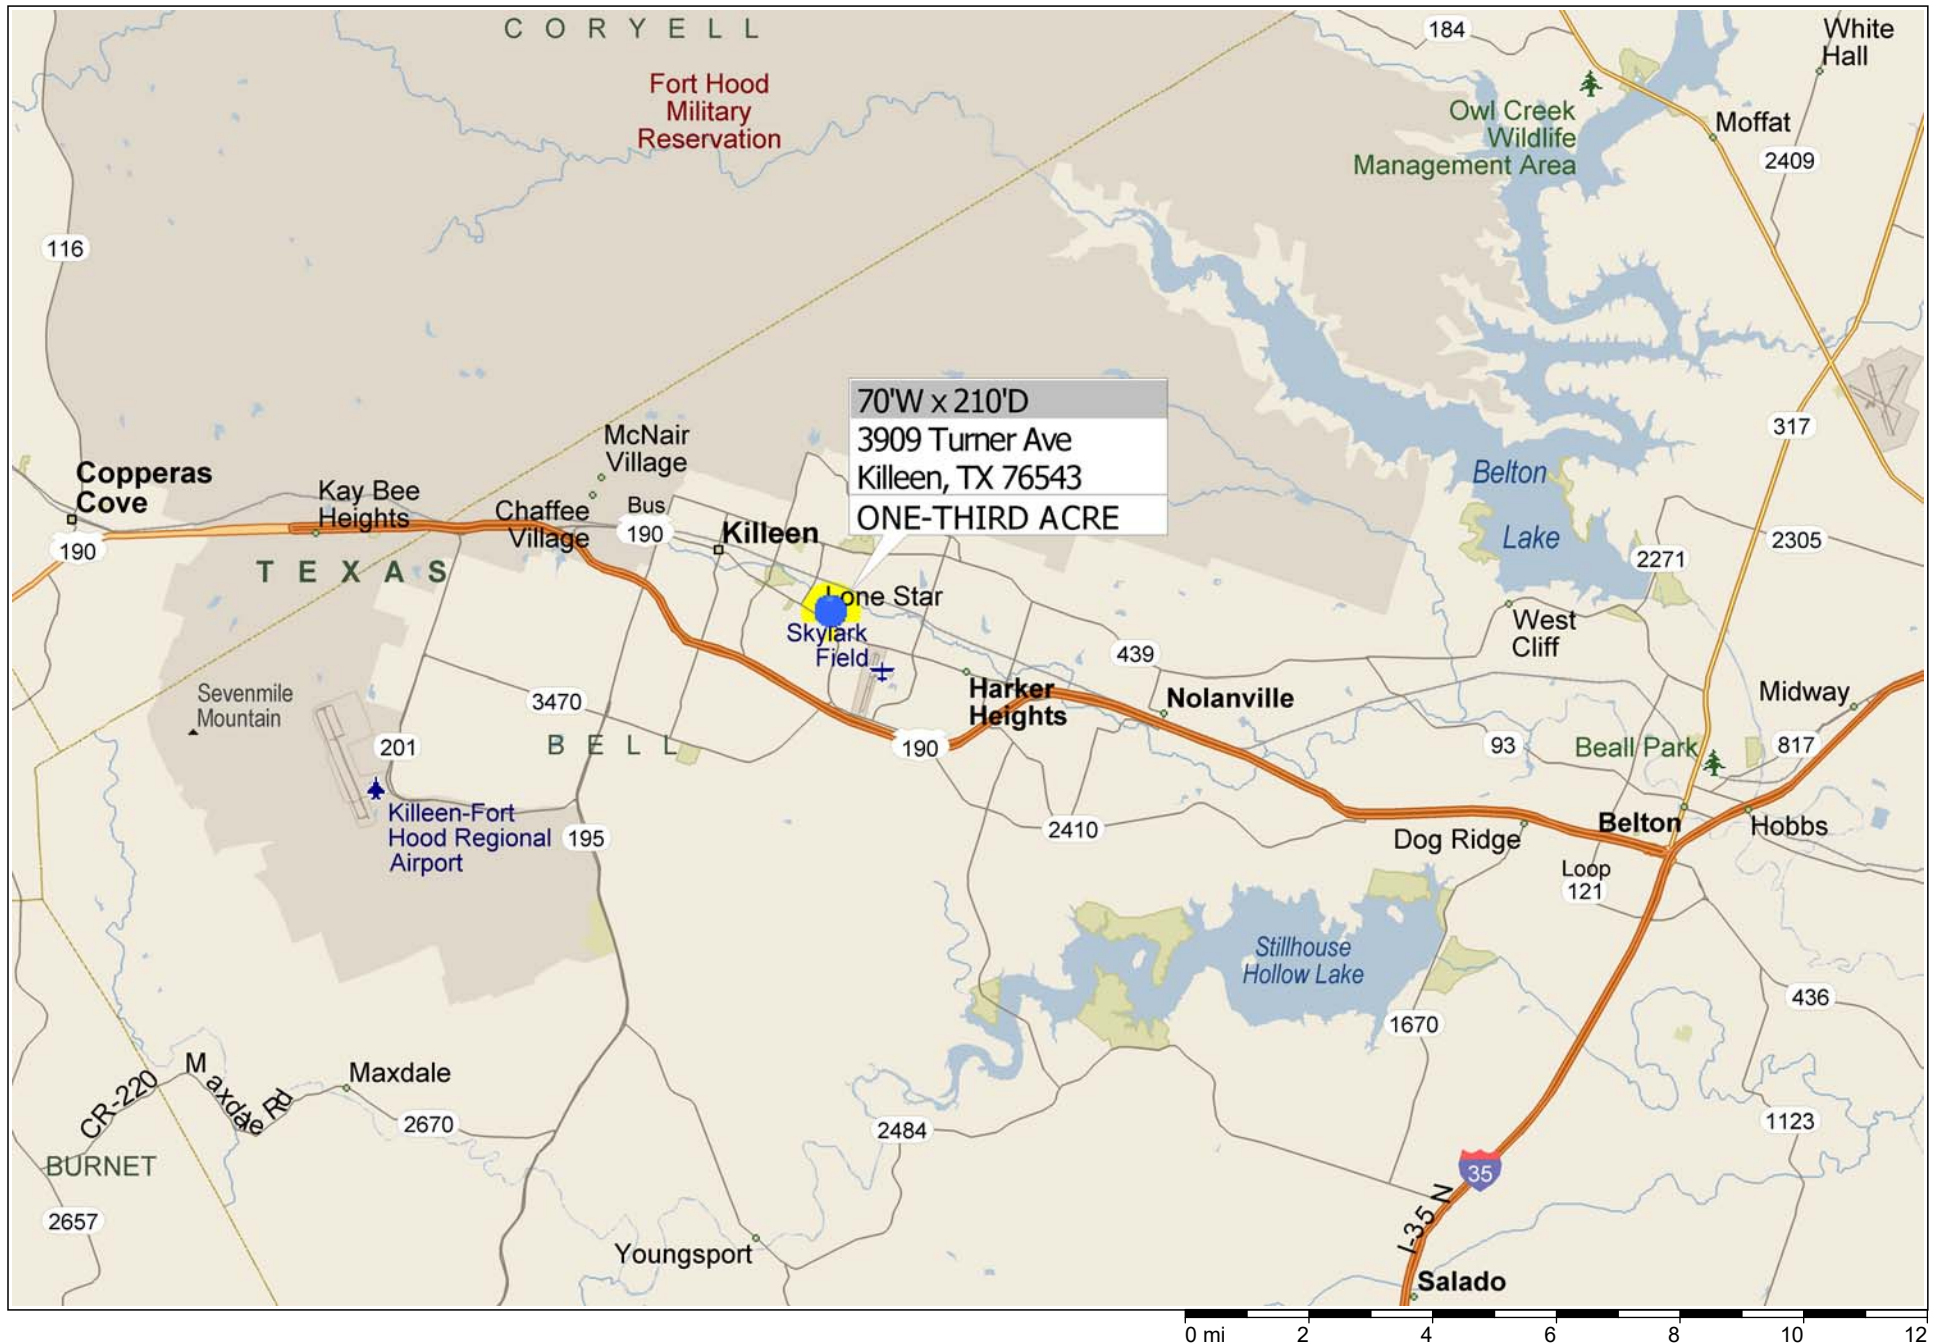 CORYELL
184
White
Hall
Fort Hood
Military
Reservation
Owl Creek
Wildlife
Management Area
Moffat
2409
116
70'W x 210'D
3909 Turner Ave
Killeen, TX 76543
ONE-THIRD ACRE
317
McNair
Village
Copperas
Cove
Kay Bee
Heights
Chaffee
Village
Bus
190
Killeen
Belton
Lake
190
2305
2271
TEXAS
Lone Star
Skylark
Field
West
Cliff
439
Sevenmile
Mountain
3470
Harker
Heights
Nolanville
Midway
201
BELL
190
93
Beall Park
817
Killeen-Fort
Hood Regional
Airport
195
2410
Dog Ridge
Belton
Hobbs
Loop
121
Stillhouse
Hollow Lake
436
1670
CR-220
Maxdale Rd
Maxdale
2670
2484
1123
BURNET
35
I-35 N
2657
Youngsport
Salado
0 mi 2 4 6 8 10 12